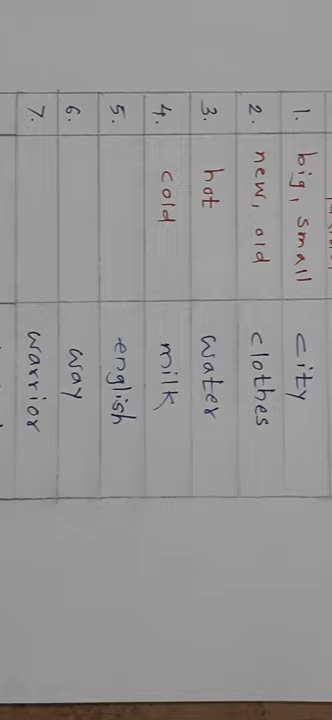 1. big, small city
2. new, old clothes
3. hot water
4. cold milk
5. english
6. way
7. warrior